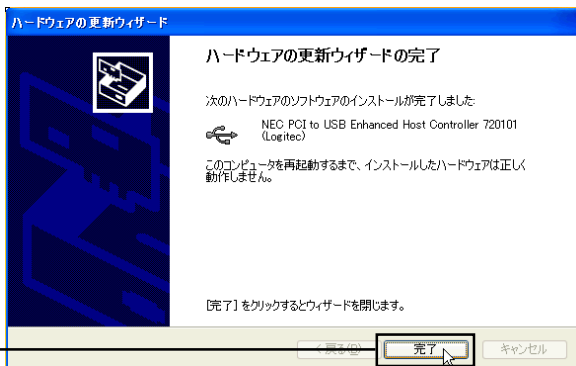 ハードウェアの更新ウィザード
ハードウェアの更新ウィザードの完了
次のハードウェアのソフトウェアのインストールが完了しました:
NEC PCI to USB Enhanced Host Controller 720101
(Logitec)
このコンピュータを再起動するまで、インストールしたハードウェアは正しく
動作しません。
[完了] をクリックするとウィザードを閉じます。
< 戻る(B) 完了 キャンセル